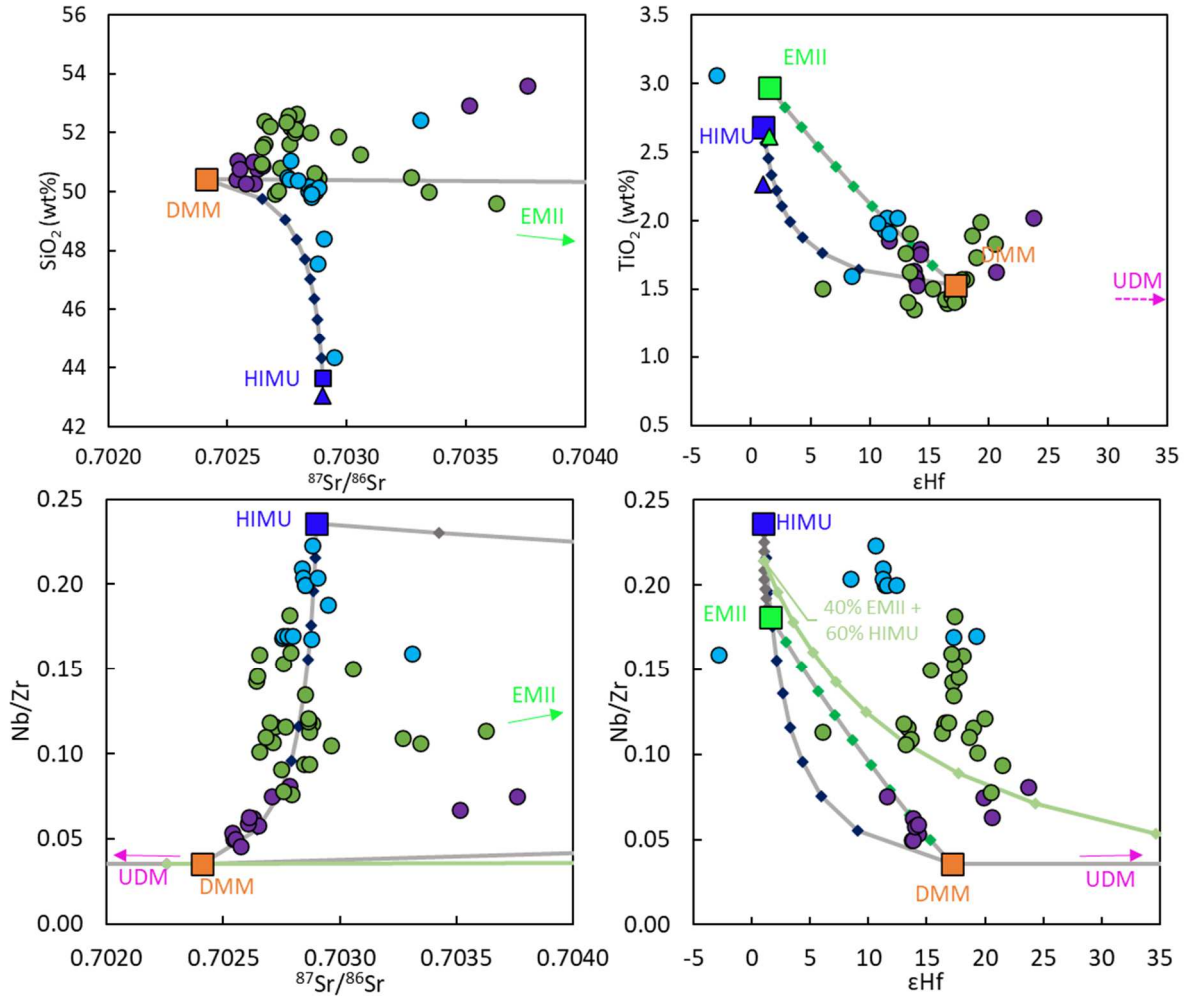 56
54
52
50
48
46
44
42
SiO2 (wt%)
DMM
EMII
HIMU
0.7020
0.7025
0.7030
0.7035
0.7040
87Sr/86Sr
3.5
3.0
2.5
2.0
1.5
1.0
0.5
TiO2 (wt%)
EMII
HIMU
DMM
UDM
-5
0
5
10
15
20
25
30
35
εHf
0.25
0.20
0.15
0.10
0.05
0.00
Nb/Zr
HIMU
EMII
UDM
DMM
0.7020
0.7025
0.7030
0.7035
0.7040
87Sr/86Sr
0.25
0.20
0.15
0.10
0.05
0.00
Nb/Zr
HIMU
EMII
40% EMII +
60% HIMU
DMM
UDM
-5
0
5
10
15
20
25
30
35
εHf